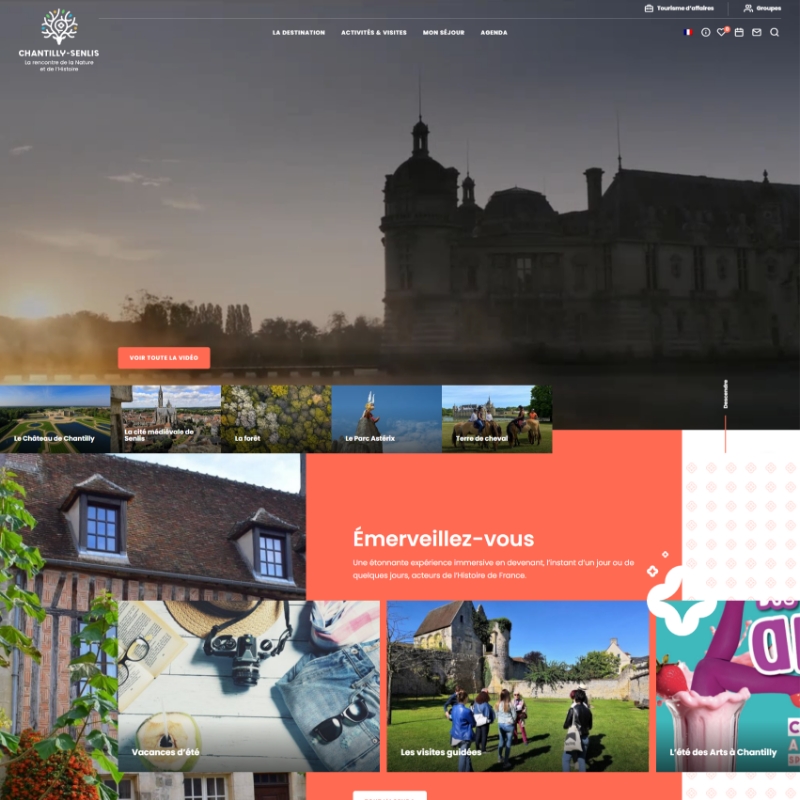 Tourisme d'affaires
Groupes
CHANTILLY-SENLIS
La rencontre de la Nature
et de l'Histoire
LA DESTINATION
ACTIVITÉS & VISITES
MON SÉJOUR
AGENDA
VOIR TOUTE LA VIDÉO
Descendre
Le Château de Chantilly
La cité médiévale de
Senlis
La forêt
Le Parc Astérix
Terre de cheval
Émerveillez-vous
Une étonnante expérience immersive en devenant, l'instant d'un jour ou de
quelques jours, acteurs de l'Histoire de France.
Vacances d'été
Les visites guidées
L'été des Arts à Chantilly